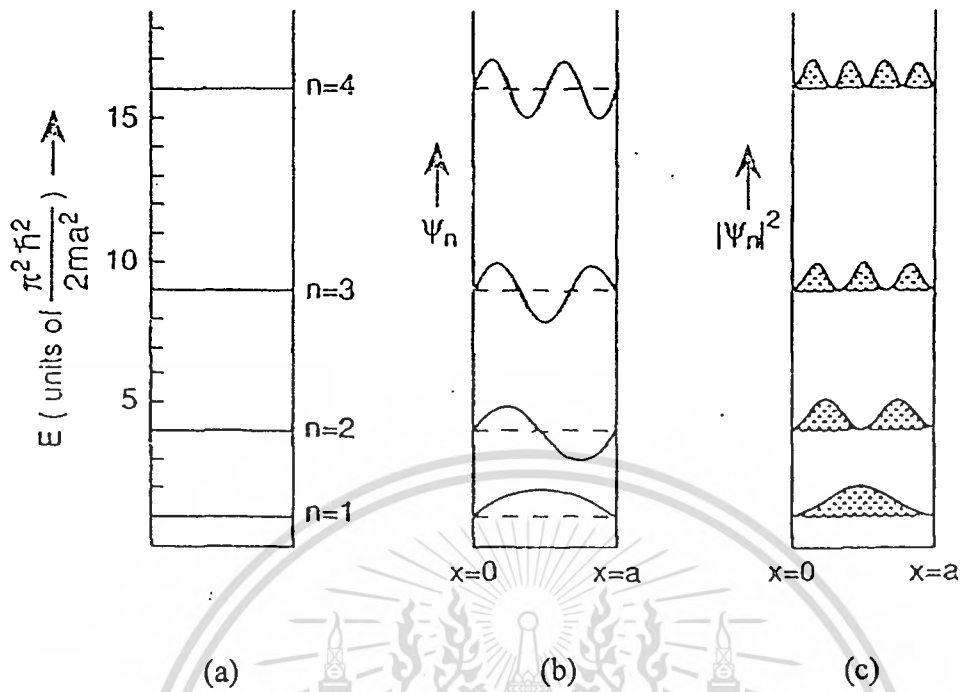 E ( units of π²ħ²/2ma² ) →
15
10
5
n=4
n=3
n=2
n=1
ψₙ
x=0 x=a
|ψₙ|²
x=0 x=a
(a) (b) (c)